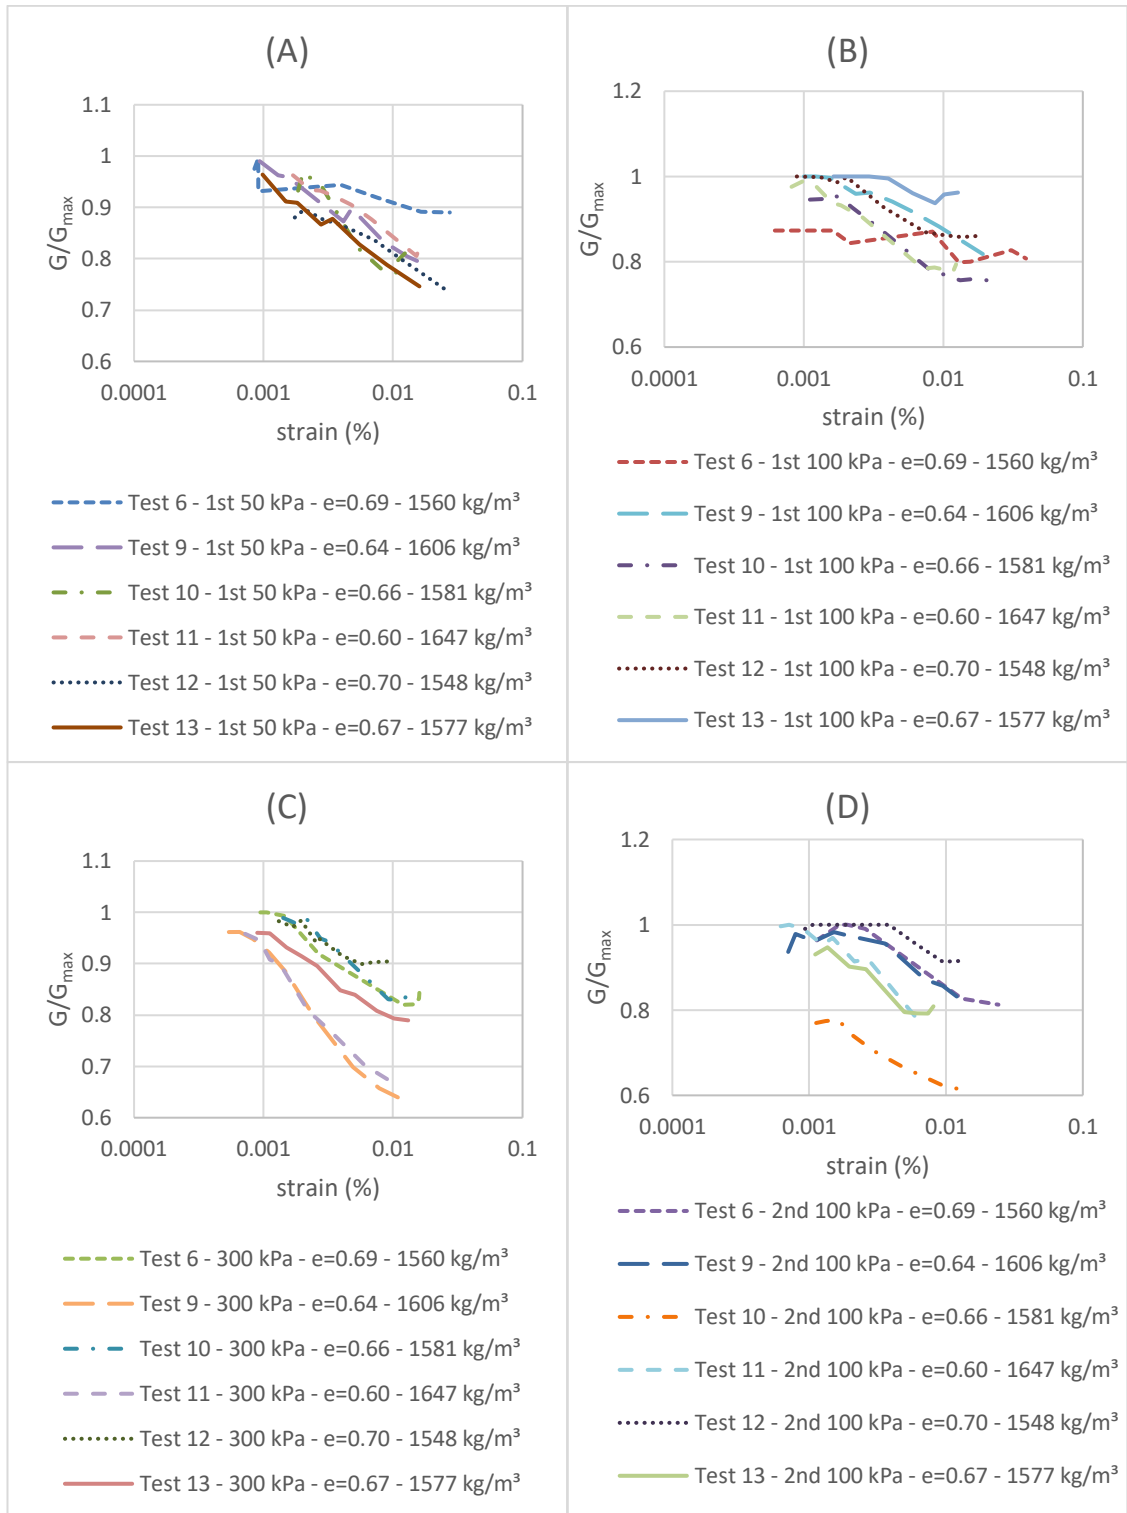 (A)
1.1
1
0.9
0.8
0.7
0.6
G/Gmax
0.0001 0.001 0.01 0.1
strain (%)
Test 6 - 1st 50 kPa - e=0.69 - 1560 kg/m³
Test 9 - 1st 50 kPa - e=0.64 - 1606 kg/m³
Test 10 - 1st 50 kPa - e=0.66 - 1581 kg/m³
Test 11 - 1st 50 kPa - e=0.60 - 1647 kg/m³
Test 12 - 1st 50 kPa - e=0.70 - 1548 kg/m³
Test 13 - 1st 50 kPa - e=0.67 - 1577 kg/m³
(B)
1.2
1
0.8
0.6
G/Gmax
0.0001 0.001 0.01 0.1
strain (%)
Test 6 - 1st 100 kPa - e=0.69 - 1560 kg/m³
Test 9 - 1st 100 kPa - e=0.64 - 1606 kg/m³
Test 10 - 1st 100 kPa - e=0.66 - 1581 kg/m³
Test 11 - 1st 100 kPa - e=0.60 - 1647 kg/m³
Test 12 - 1st 100 kPa - e=0.70 - 1548 kg/m³
Test 13 - 1st 100 kPa - e=0.67 - 1577 kg/m³
(C)
1.1
1
0.9
0.8
0.7
0.6
G/Gmax
0.0001 0.001 0.01 0.1
strain (%)
Test 6 - 300 kPa - e=0.69 - 1560 kg/m³
Test 9 - 300 kPa - e=0.64 - 1606 kg/m³
Test 10 - 300 kPa - e=0.66 - 1581 kg/m³
Test 11 - 300 kPa - e=0.60 - 1647 kg/m³
Test 12 - 300 kPa - e=0.70 - 1548 kg/m³
Test 13 - 300 kPa - e=0.67 - 1577 kg/m³
(D)
1.2
1
0.8
0.6
G/Gmax
0.0001 0.001 0.01 0.1
strain (%)
Test 6 - 2nd 100 kPa - e=0.69 - 1560 kg/m³
Test 9 - 2nd 100 kPa - e=0.64 - 1606 kg/m³
Test 10 - 2nd 100 kPa - e=0.66 - 1581 kg/m³
Test 11 - 2nd 100 kPa - e=0.60 - 1647 kg/m³
Test 12 - 2nd 100 kPa - e=0.70 - 1548 kg/m³
Test 13 - 2nd 100 kPa - e=0.67 - 1577 kg/m³